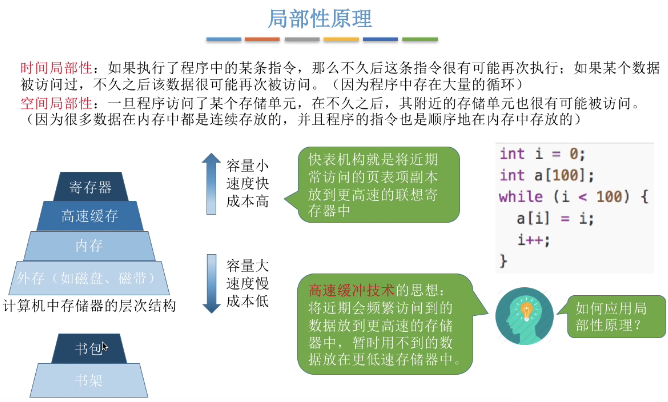 局部性原理
时间局部性：如果执行了程序中的某条指令，那么不久后这条指令很有可能再次执行；如果某个数据
被访问过，不久之后该数据很可能再次被访问。（因为程序中存在大量的循环）
空间局部性：一旦程序访问了某个存储单元，在不久之后，其附近的存储单元也很有可能被访问。
（因为很多数据在内存中都是连续存放的，并且程序的指令也是顺序地在内存中存放的）
寄存器
高速缓存
内存
外存（如磁盘、磁带）
计算机中存储器的层次结构
书包
书架
容量小
速度快
成本高
容量大
速度慢
成本低
快表机构就是将近期
常访问的页表项副本
放到更高速的联想寄
存器中
高速缓冲技术的思想：
将近期会频繁访问到的
数据放到更高速的存储
器中，暂时用不到的数
据放在更低速存储器中。
int i = 0;
int a[100];
while (i < 100) {
a[i] = i;
i++;
}
如何应用局
部性原理？